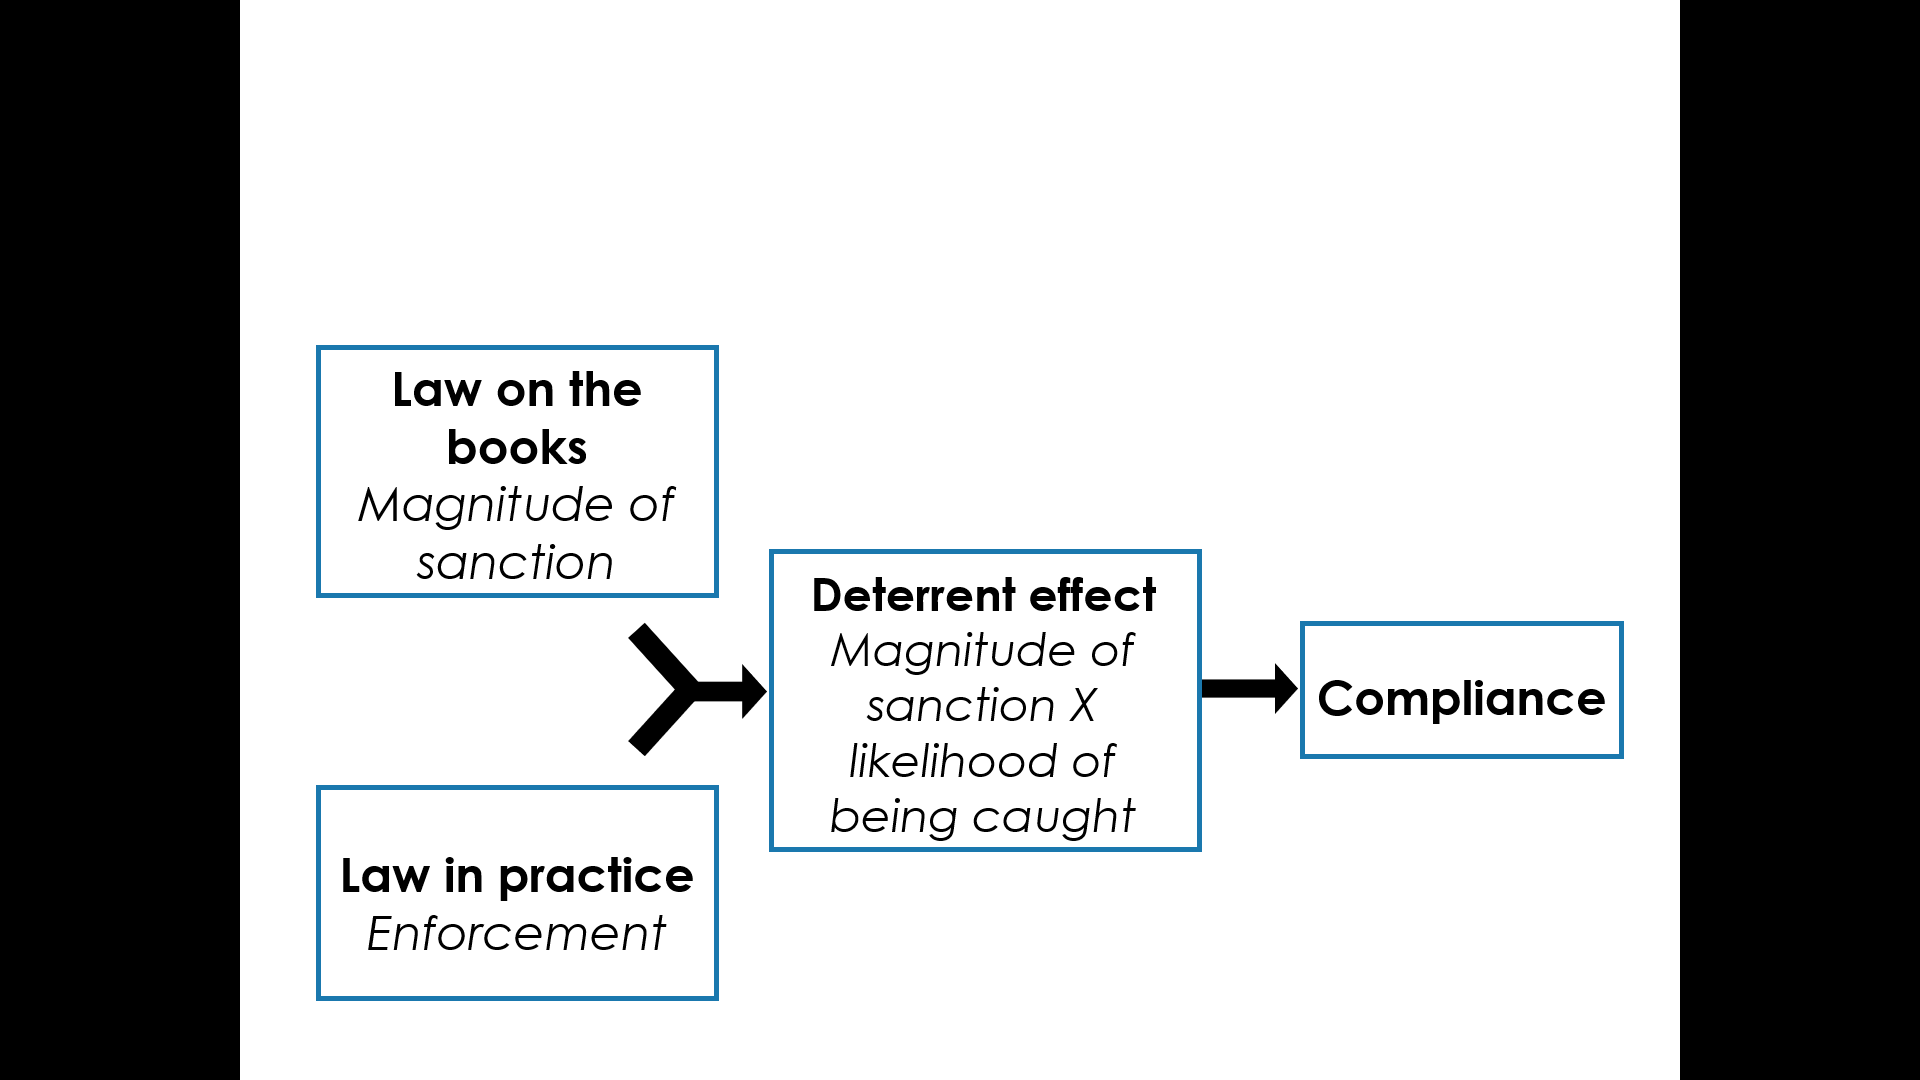 Law on the
books
Magnitude of
sanction
Law in practice
Enforcement
Deterrent effect
Magnitude of
sanction X
likelihood of
being caught
Compliance